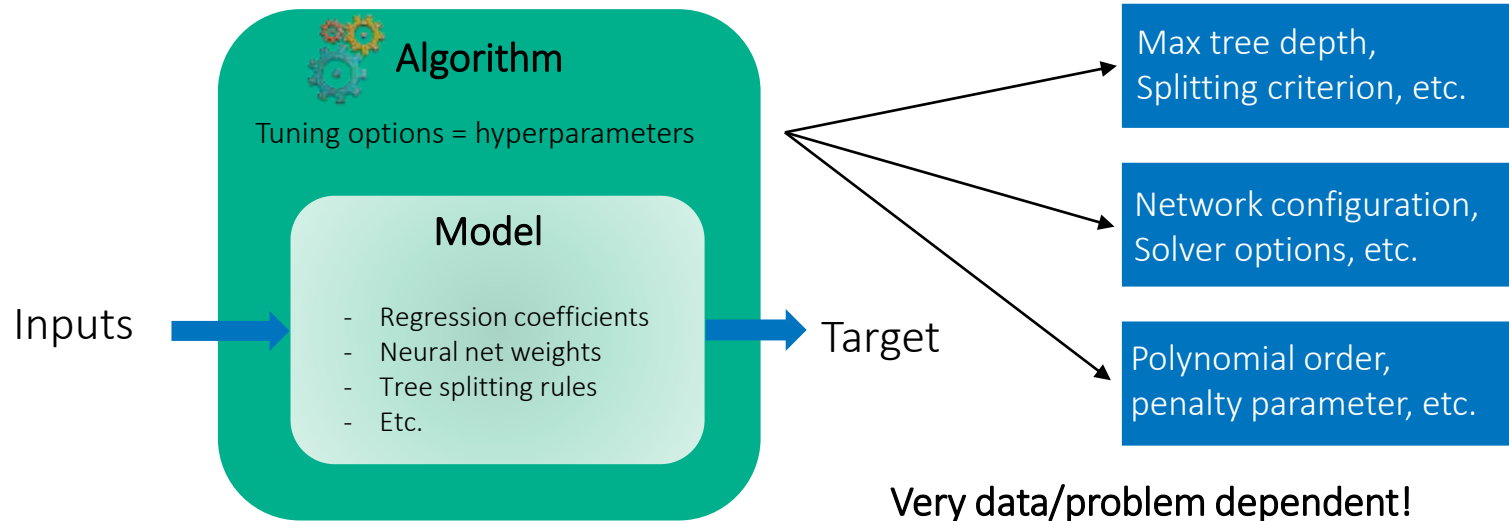 Algorithm
Tuning options = hyperparameters
Model
- Regression coefficients
- Neural net weights
- Tree splitting rules
- Etc.
Inputs
Target
Max tree depth,
Splitting criterion, etc.
Network configuration,
Solver options, etc.
Polynomial order,
penalty parameter, etc.
Very data/problem dependent!